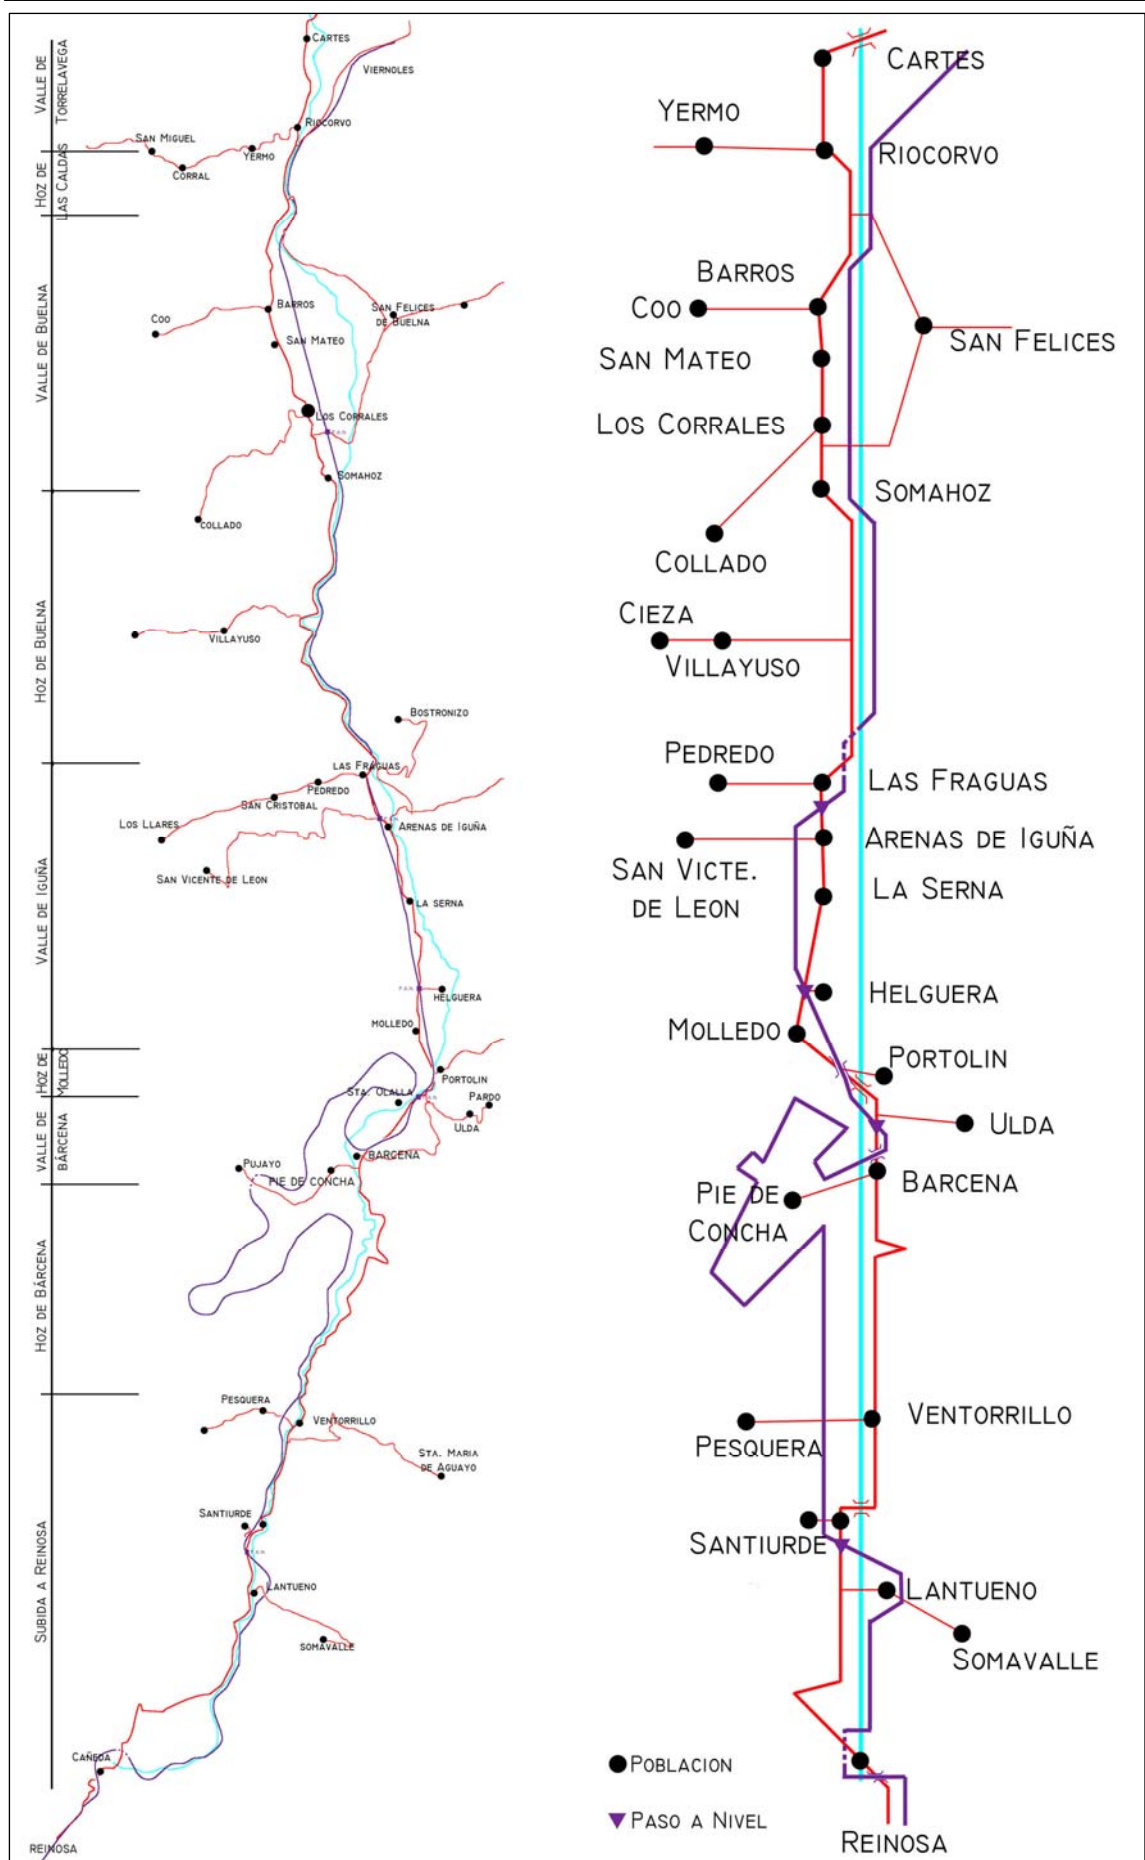 VALLE DE
TORRELAVEGA
HOZ DE
LAS CALDAS
VALLE DE BUELNA
HOZ DE BUELNA
VALLE DE IGUÑA
HOZ DE
MOLLEDO
VALLE DE
BÁRCENA
HOZ DE BÁRCENA
SUBIDA A REINOSA
CARTES
VIERNOLES
RIOCORVO
SAN MIGUEL
YERMO
CORRAL
BARROS
SAN FELICES
DE BUELNA
COO
SAN MATEO
LOS CORRALES
P.A.N.
SOMAHOZ
COLLADO
VILLAYUSO
BOSTRONIZO
LAS FRAGUAS
PEDREDO
SAN CRISTOBAL
LOS LLARES
ARENAS DE IGUÑA
SAN VICENTE DE LEON
LA SERNA
P.A.N.
HELGUERA
MOLLEDO
PORTOLIN
STA. OLALLA
PARDO
ULDA
BARCENA
PUJAYO
PIE DE CONCHA
PESQUERA
VENTORRILLO
STA. MARIA
DE AGUAYO
SANTIURDE
P.A.N.
LANTUENO
SOMAVALLE
CAÑEDA
REINOSA
CARTES
YERMO
RIOCORVO
BARROS
COO
SAN FELICES
SAN MATEO
LOS CORRALES
SOMAHOZ
COLLADO
CIEZA
VILLAYUSO
PEDREDO
LAS FRAGUAS
ARENAS DE IGUÑA
SAN VICTE.
DE LEON
LA SERNA
HELGUERA
MOLLEDO
PORTOLIN
ULDA
BARCENA
PIE DE
CONCHA
VENTORRILLO
PESQUERA
SANTIURDE
LANTUENO
SOMAVALLE
POBLACION
PASO A NIVEL
REINOSA